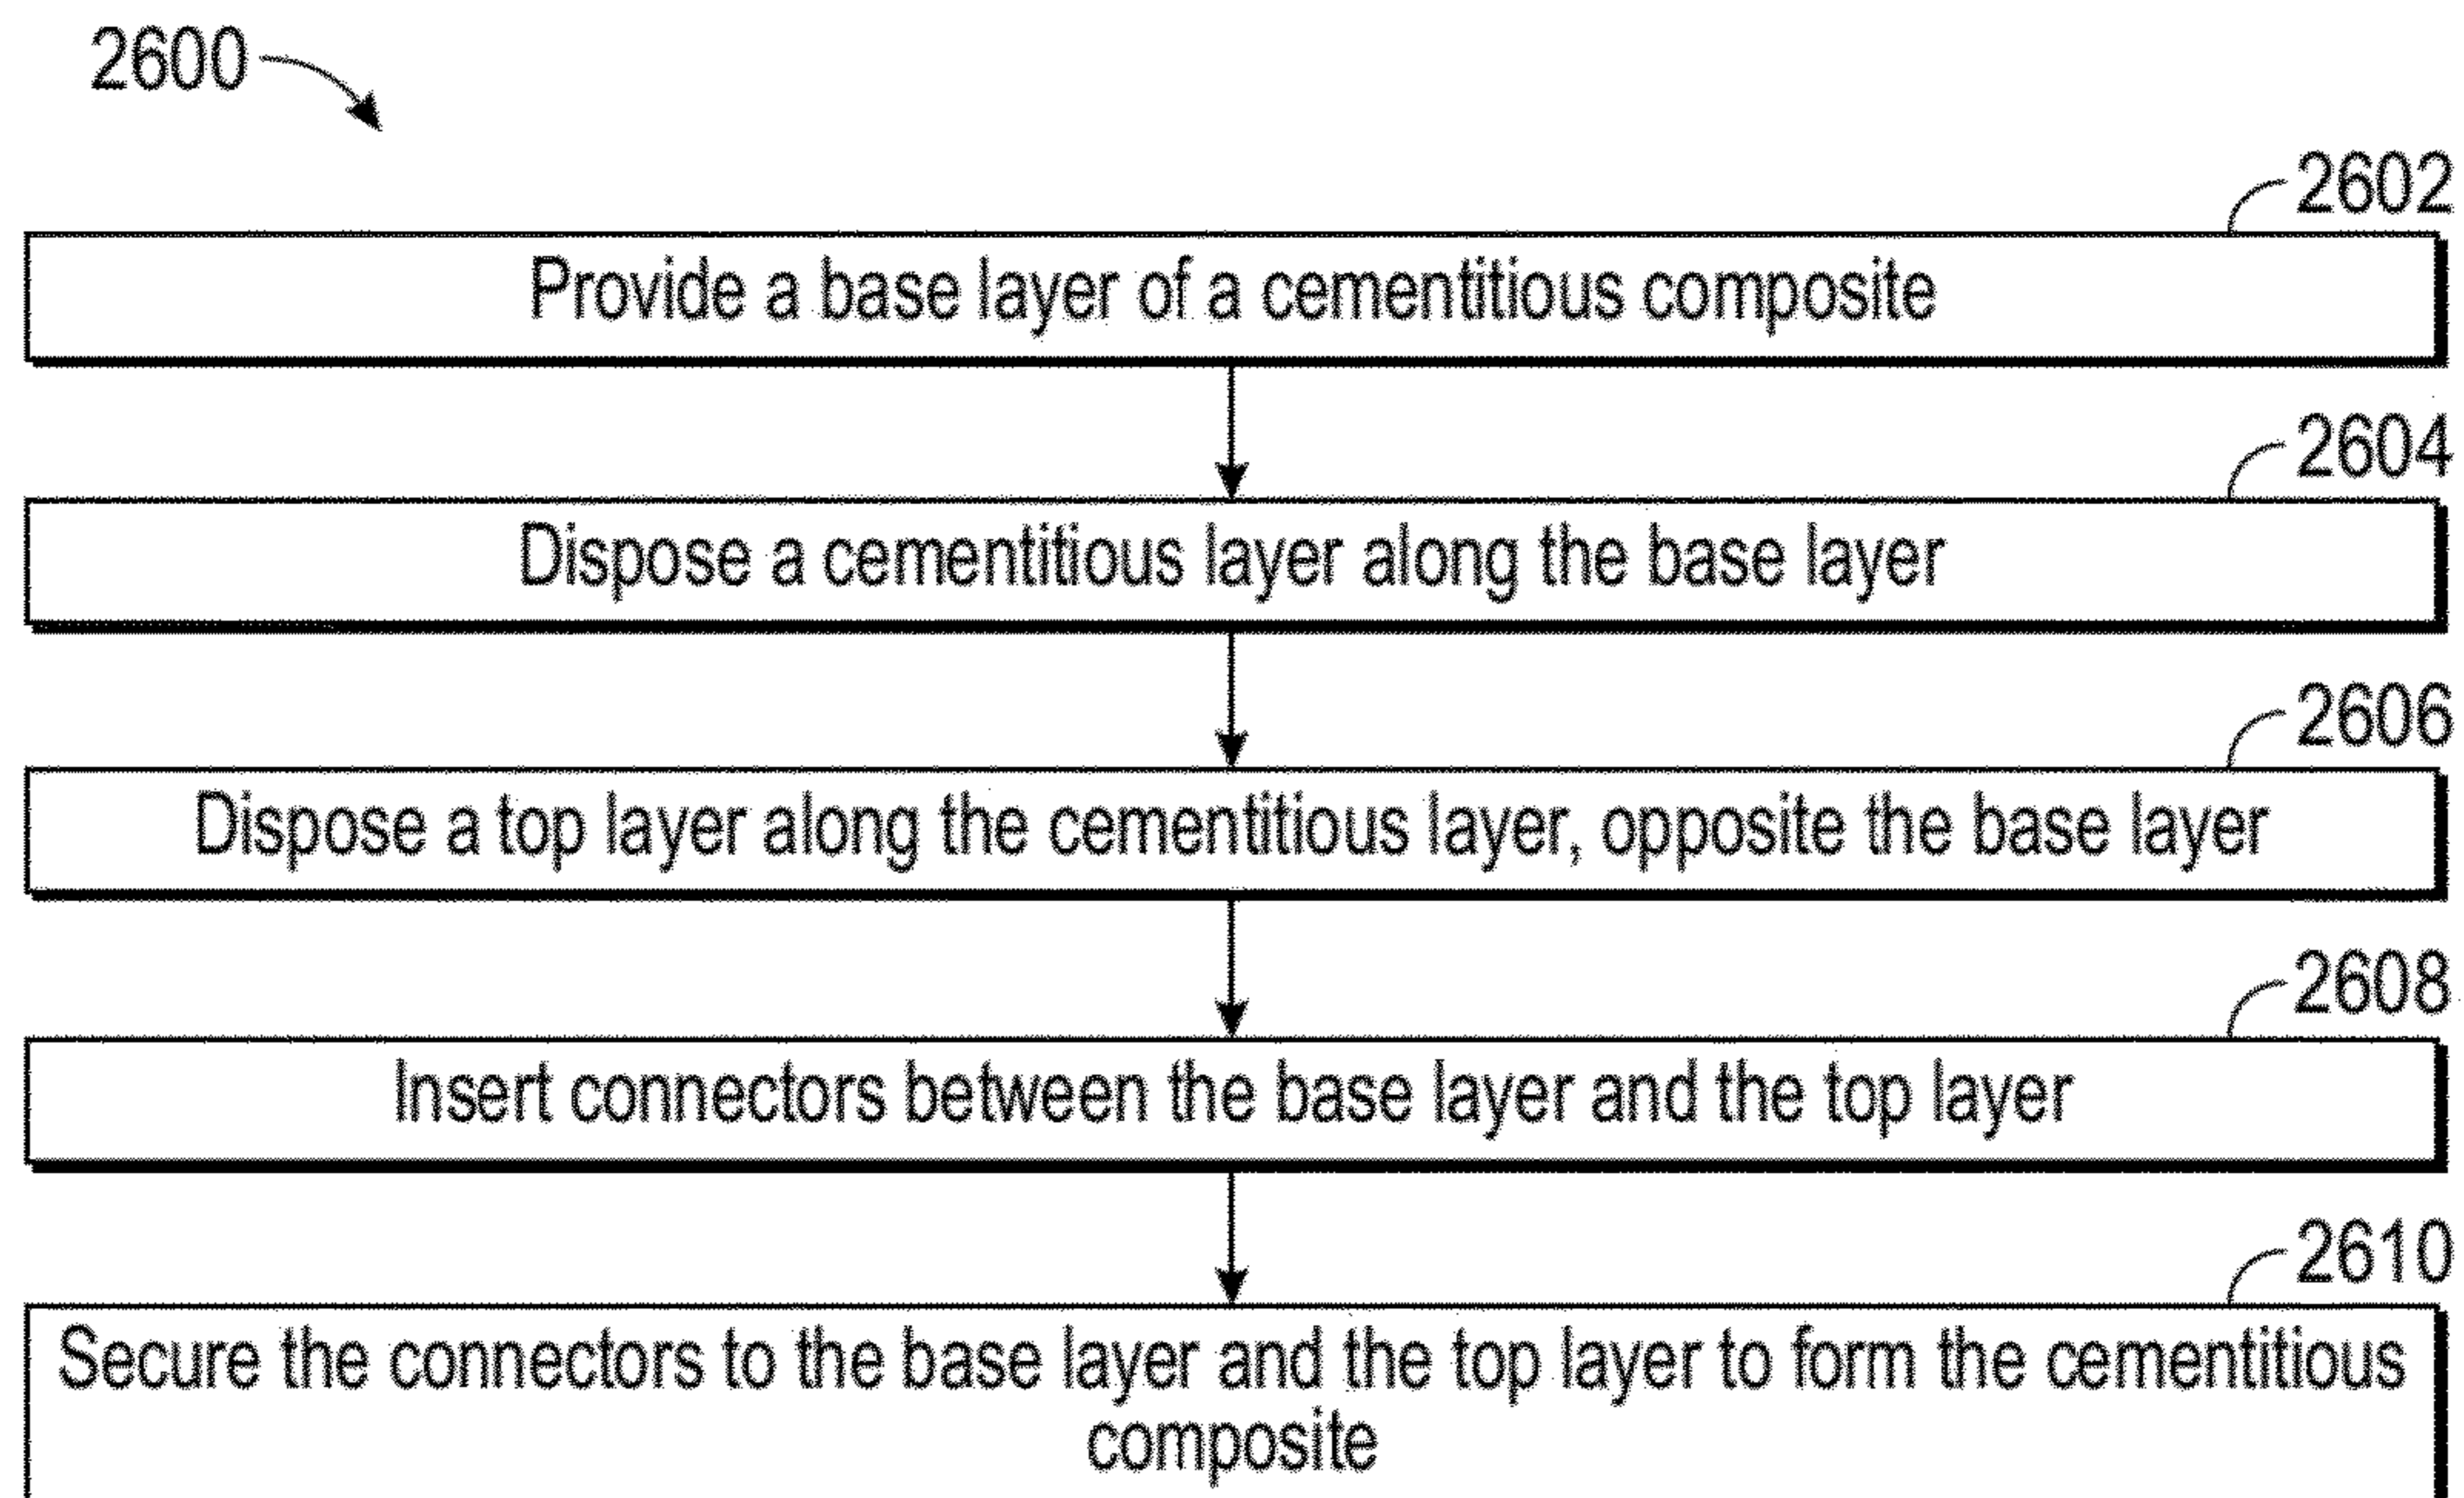 2600
2602
Provide a base layer of a cementitious composite
2604
Dispose a cementitious layer along the base layer
2606
Dispose a top layer along the cementitious layer, opposite the base layer
2608
Insert connectors between the base layer and the top layer
2610
Secure the connectors to the base layer and the top layer to form the cementitious
composite